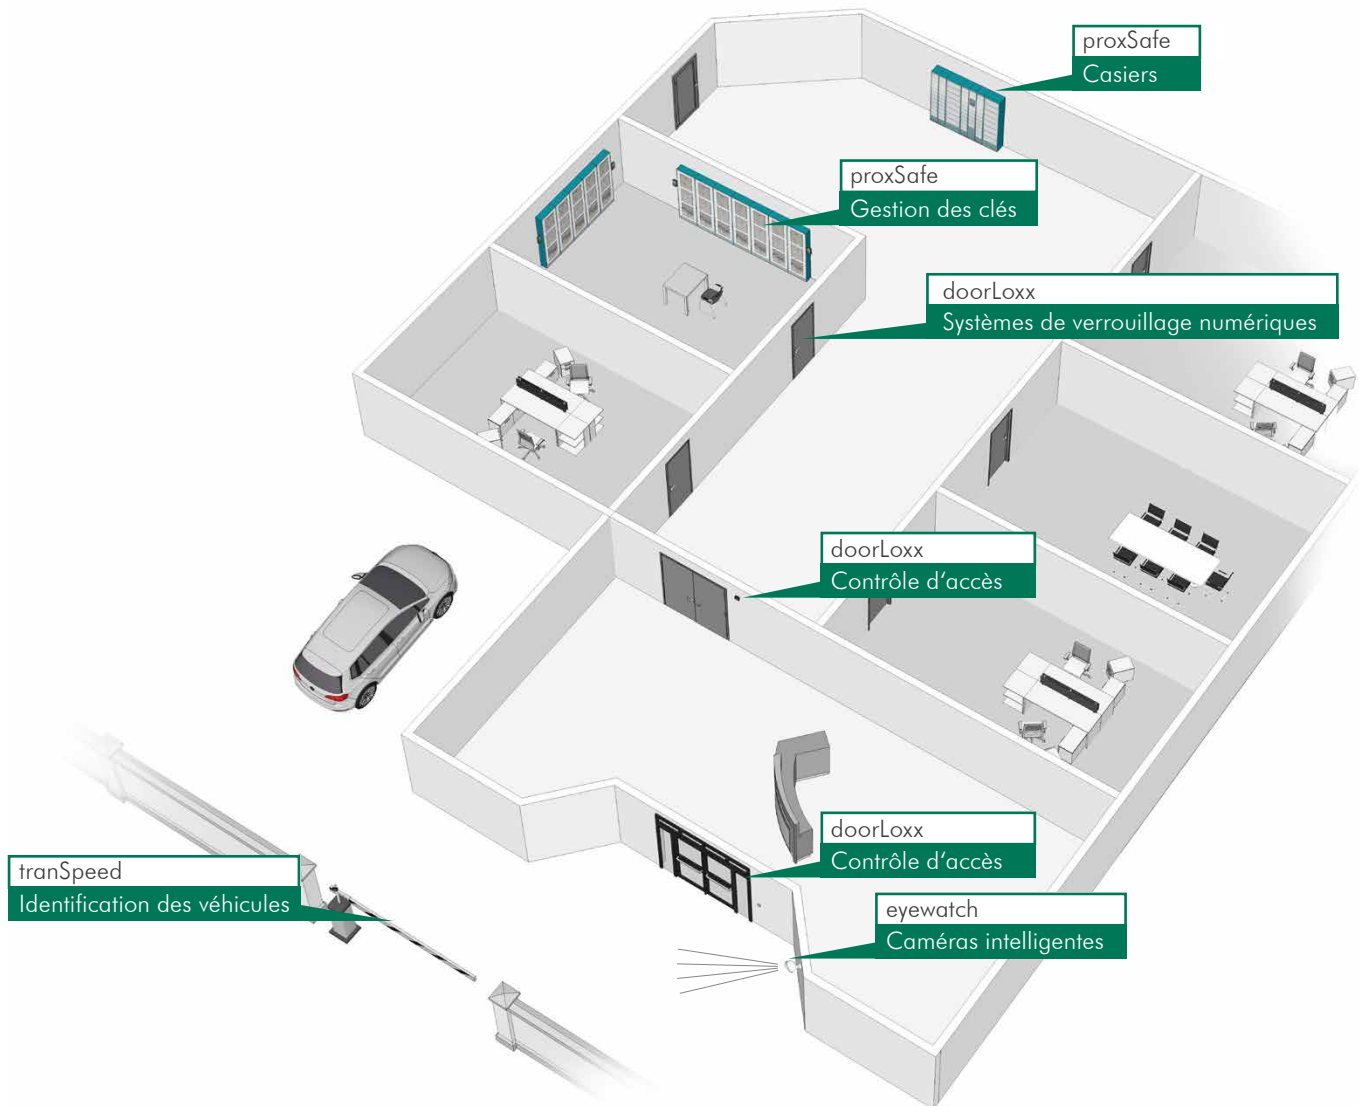 proxSafe
Casiers
proxSafe
Gestion des clés
doorLoxx
Systèmes de verrouillage numériques
doorLoxx
Contrôle d‘accès
doorLoxx
Contrôle d‘accès
tranSpeed
Identification des véhicules
eyewatch
Caméras intelligentes